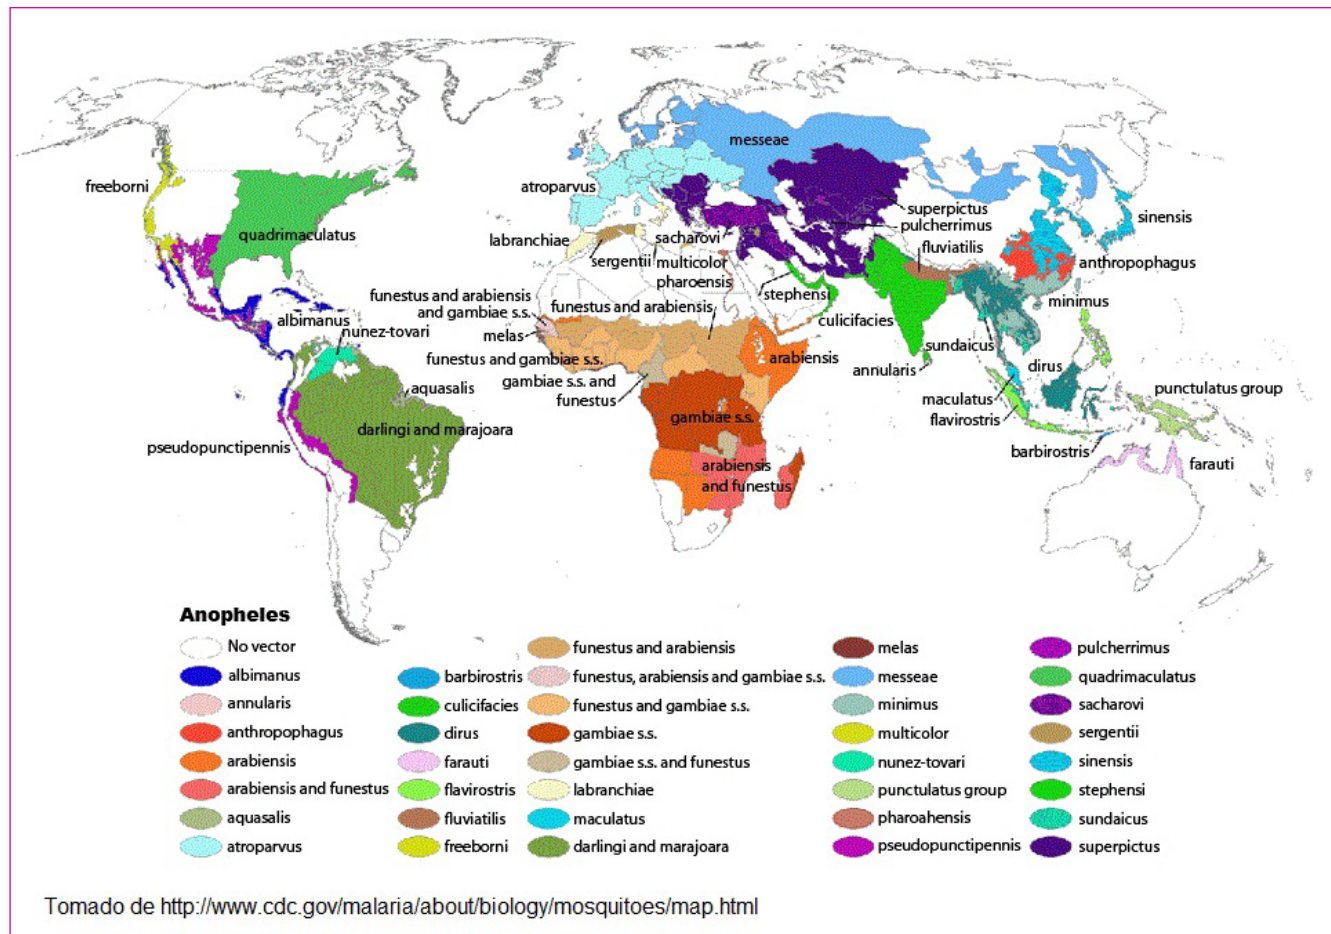 freeborni
quadrimaculatus
albimanus
nunez-tovari
aquasalis
darlingi and marajoara
pseudopunctipennis
messeae
atroparvus
labranchiae
sergentii
sacharovi
multicolor
pharoensis
superpictus
pulcherrimus
fluviatilis
sinensis
anthropophagus
minimus
stephensi
culicifacies
funestus and arabiensis
and gambiae s.s.
funestus and arabiensis
melas
funestus and gambiae s.s.
gambiae s.s. and
funestus
arabiensis
gambiae s.s.
arabiensis
and funestus
sundaicus
annularis
dirus
maculatus
flavirostris
barbirostris
punctulatus group
farauti
Anopheles
No vector
albimanus
annularis
anthropophagus
arabiensis
arabiensis and funestus
aquasalis
atroparvus
barbirostris
culicifacies
dirus
farauti
flavirostris
fluviatilis
freeborni
funestus and arabiensis
funestus, arabiensis and gambiae s.s.
funestus and gambiae s.s.
gambiae s.s.
gambiae s.s. and funestus
labranchiae
maculatus
darlingi and marajoara
melas
messeae
minimus
multicolor
nunez-tovari
punctulatus group
pharoahensis
pseudopunctipennis
pulcherrimus
quadrimaculatus
sacharovi
sergentii
sinensis
stephensi
sundaicus
superpictus
Tomado de http://www.cdc.gov/malaria/about/biology/mosquitoes/map.html